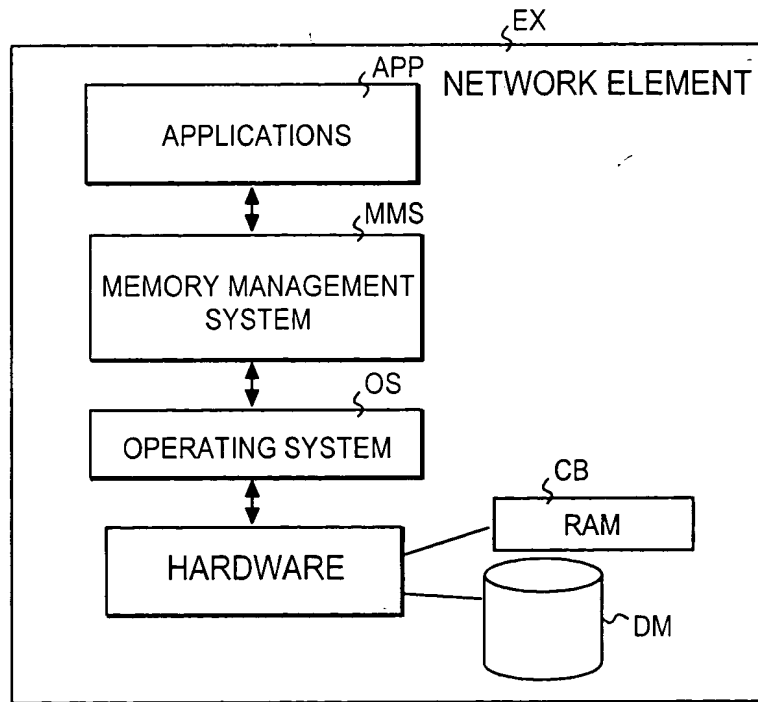 EX
APP
NETWORK ELEMENT
APPLICATIONS
MMS
MEMORY MANAGEMENT
SYSTEM
OS
OPERATING SYSTEM
CB
RAM
HARDWARE
DM